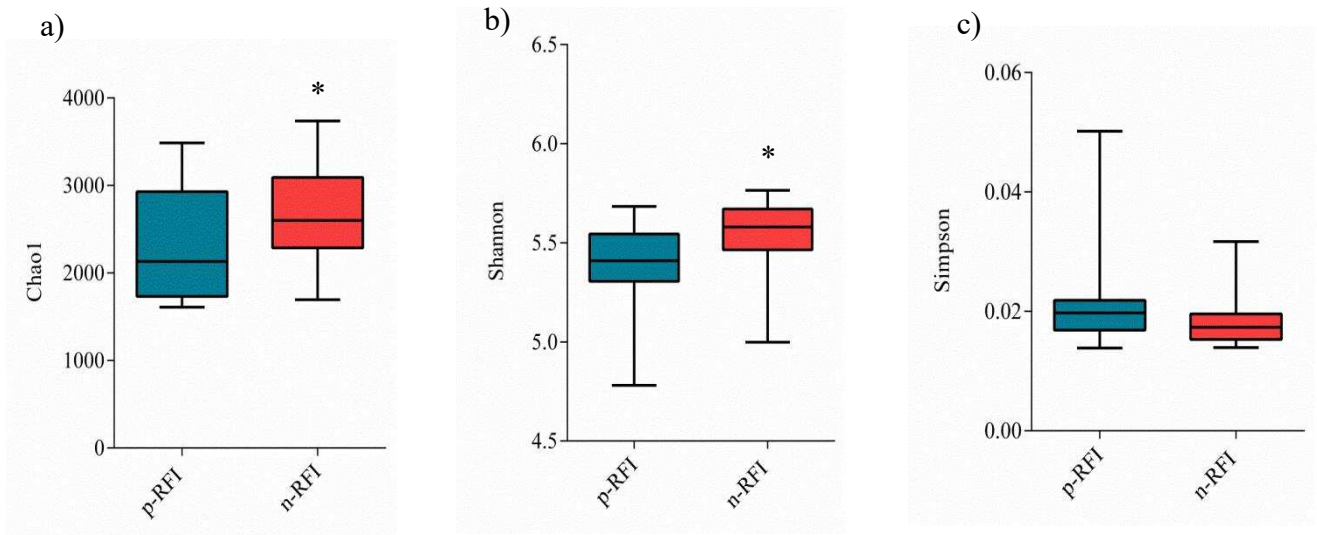 a)
Chao1
4000
3000
2000
1000
0
*
p-RFI
n-RFI
b)
Shannon
6.5
6.0
5.5
5.0
4.5
*
p-RFI
n-RFI
c)
Simpson
0.06
0.04
0.02
0.00
p-RFI
n-RFI